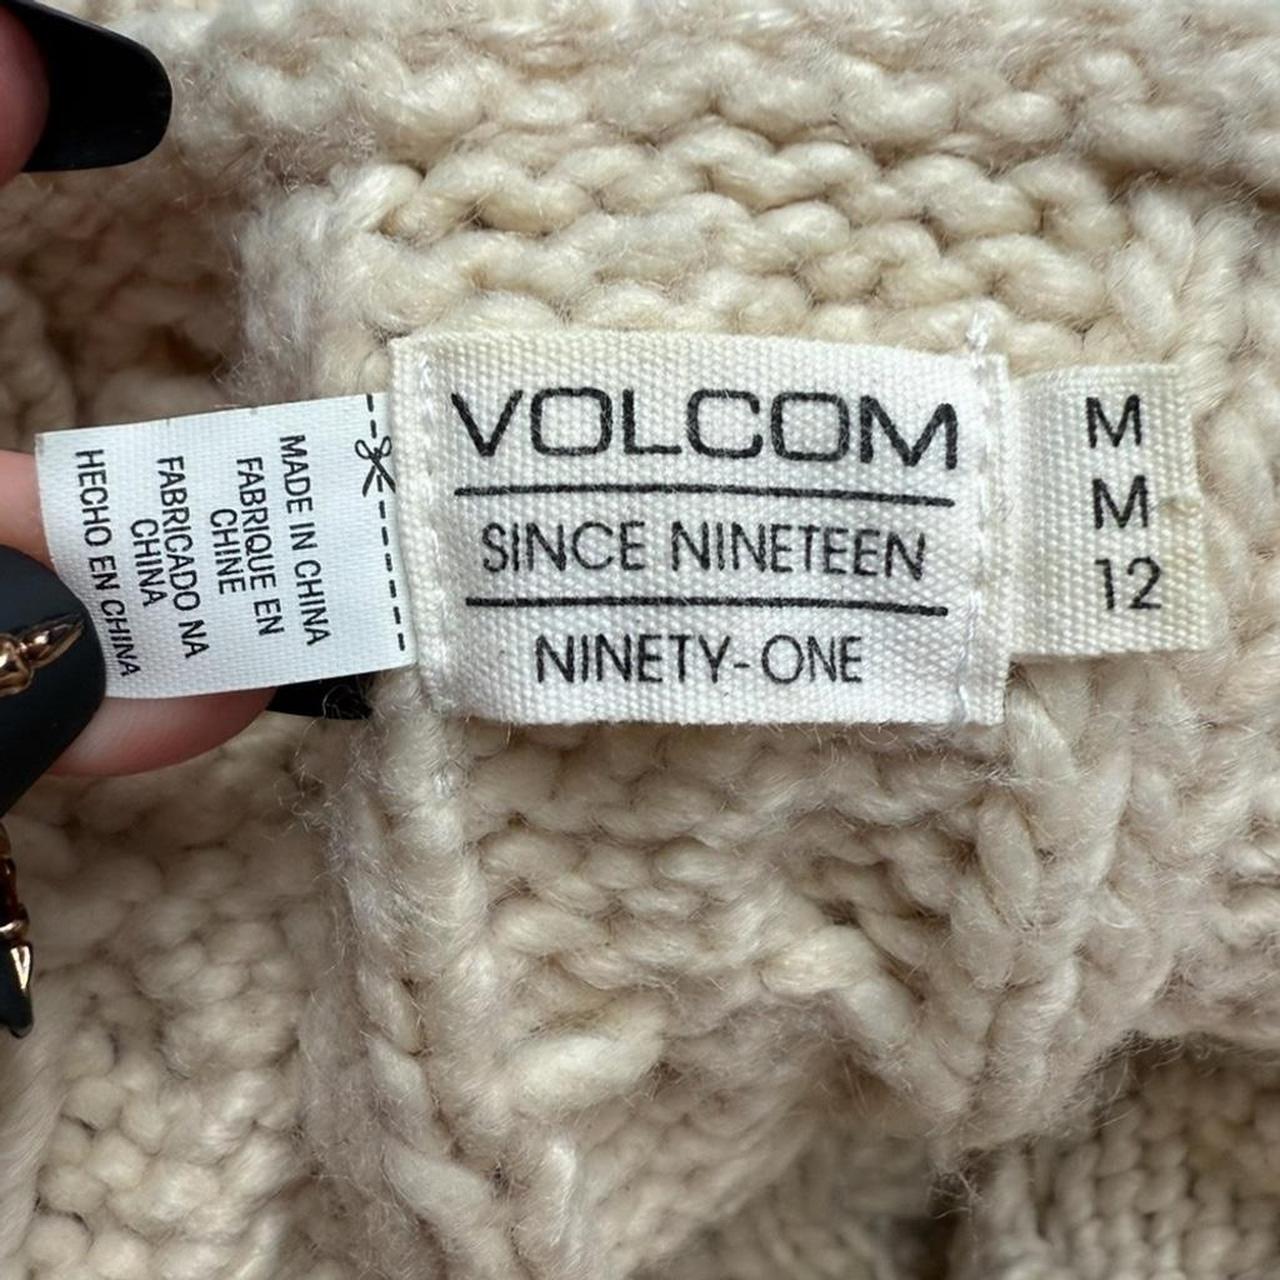 VOLCOM
SINCE NINETEEN
NINETY-ONE
M
M
12
MADE IN CHINA
FABRIQUE EN
CHINE
FABRICADO NA
CHINA
HECHO EN CHINA